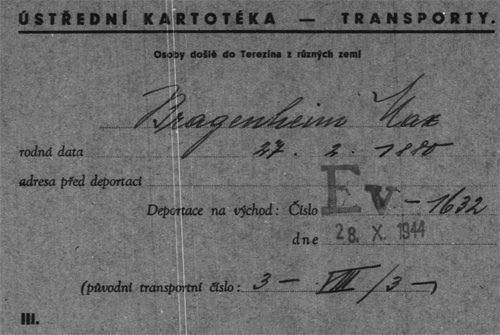 ÚSTŘEDNÍ KARTOTÉKA — TRANSPORTY.
Osoby došlé do Terezína z různých zemí
Bragenheim Max
rodná data 27. 2. 1880
adresa před deportací
Deportace na východ: Číslo Ev - 1632
dne 28. X. 1944
(původní transportní číslo: 3 - VIII/3 -
III.